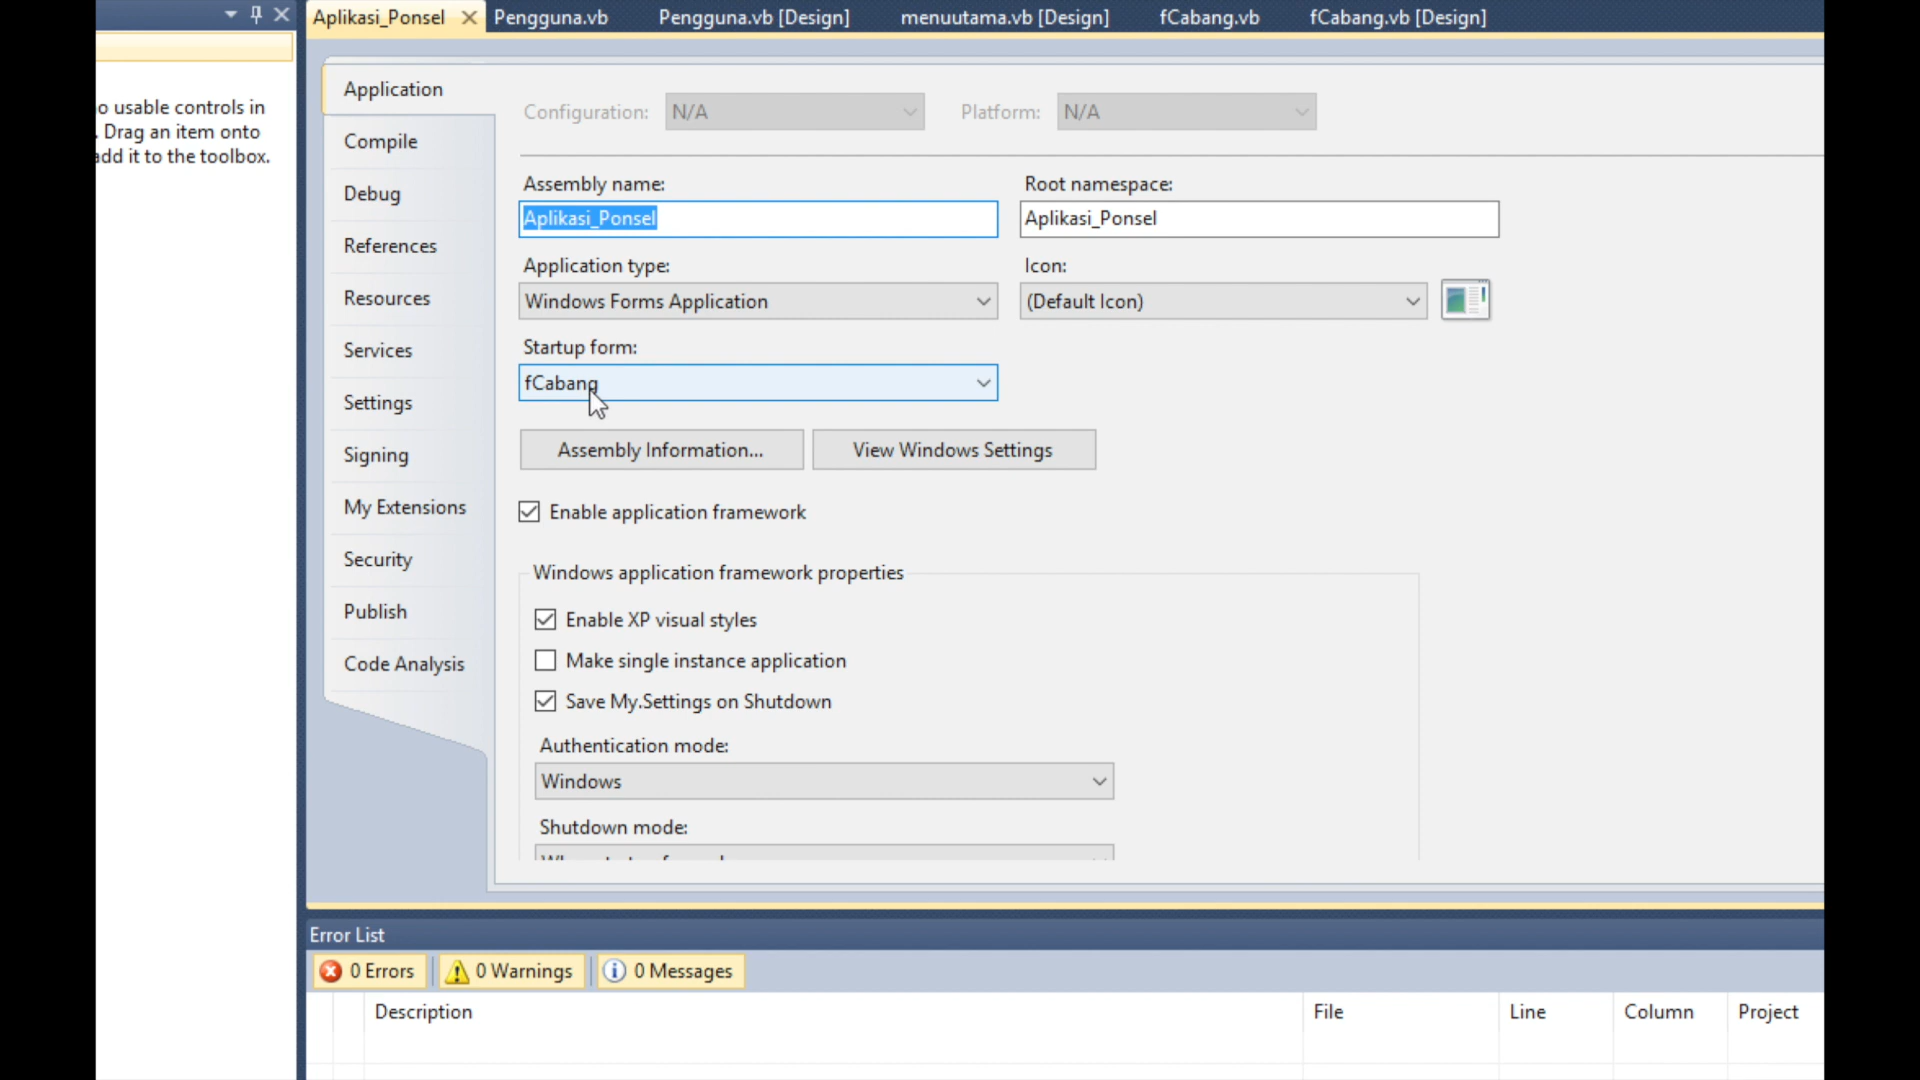 Aplikasi_Ponsel
Pengguna.vb
Pengguna.vb [Design]
menuutama.vb [Design]
fCabang.vb
fCabang.vb [Design]
o usable controls in
. Drag an item onto
add it to the toolbox.
Application
Compile
Debug
References
Resources
Services
Settings
Signing
My Extensions
Security
Publish
Code Analysis
Configuration: N/A Platform: N/A
Assembly name: Root namespace:
Aplikasi_Ponsel Aplikasi_Ponsel
Application type: Icon:
Windows Forms Application (Default Icon)
Startup form:
fCabang
Assembly Information... View Windows Settings
Enable application framework
Windows application framework properties
Enable XP visual styles
Make single instance application
Save My.Settings on Shutdown
Authentication mode:
Windows
Shutdown mode:
Error List
0 Errors 0 Warnings 0 Messages
Description File Line Column Project